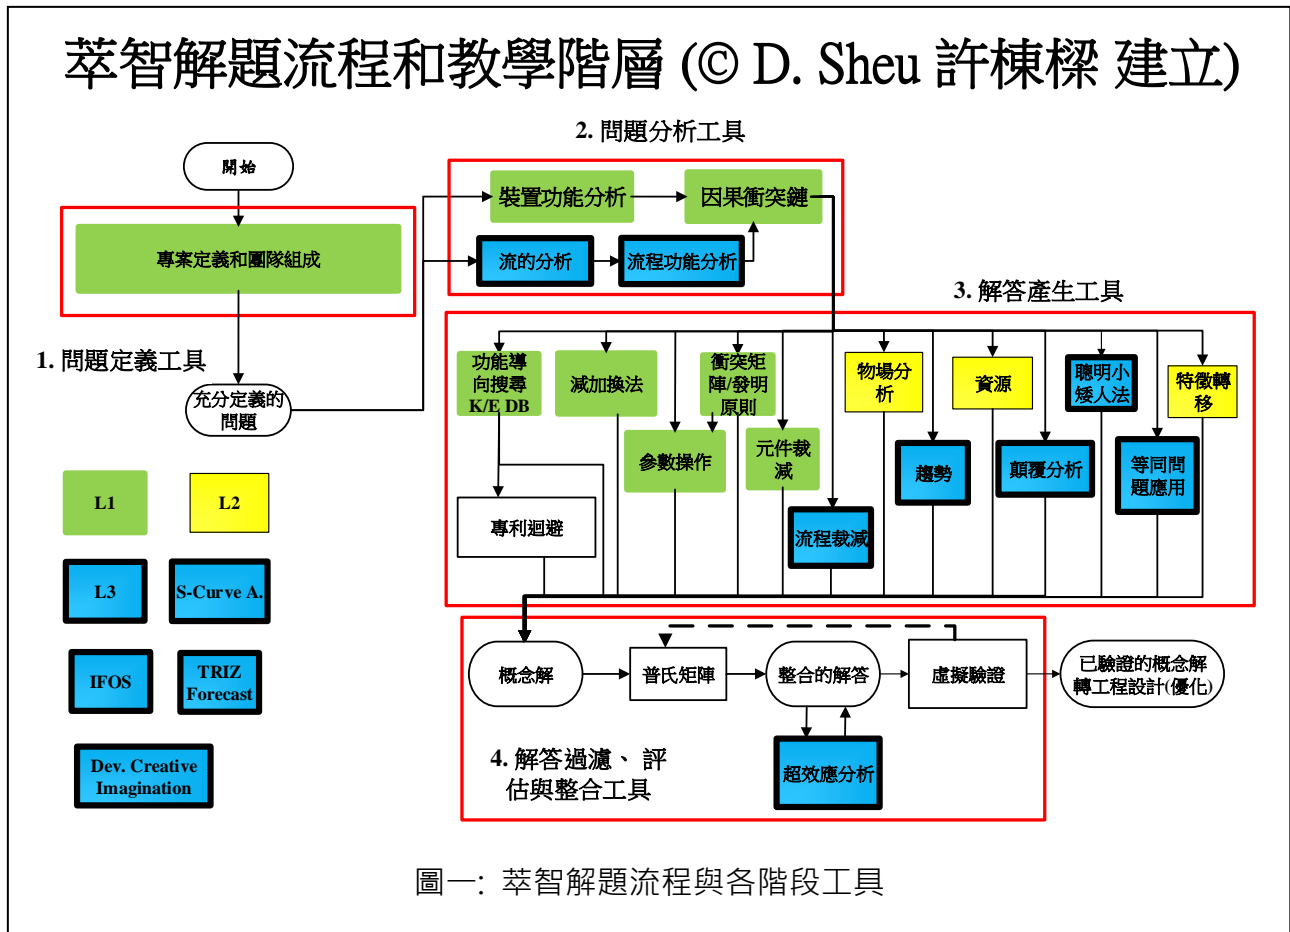 萃智解題流程和教學階層 (© D. Sheu 許棟樑 建立)
2. 問題分析工具
開始
裝置功能分析
因果衝突鏈
專案定義和團隊組成
流的分析
流程功能分析
3. 解答產生工具
1. 問題定義工具
功能導
向搜尋
K/E DB
減加換法
衝突矩
陣/發明
原則
物場分
析
資源
聰明小
矮人法
特徵轉
移
充分定義的
問題
參數操作
元件裁
減
趨勢
顛覆分析
等同問
題應用
L1
L2
專利迴避
流程裁減
L3
S-Curve A.
概念解
普氏矩陣
整合的解答
虛擬驗證
已驗證的概念解
轉工程設計(優化)
IFOS
TRIZ
Forecast
4. 解答過濾、 評
估與整合工具
超效應分析
Dev. Creative
Imagination
圖一: 萃智解題流程與各階段工具